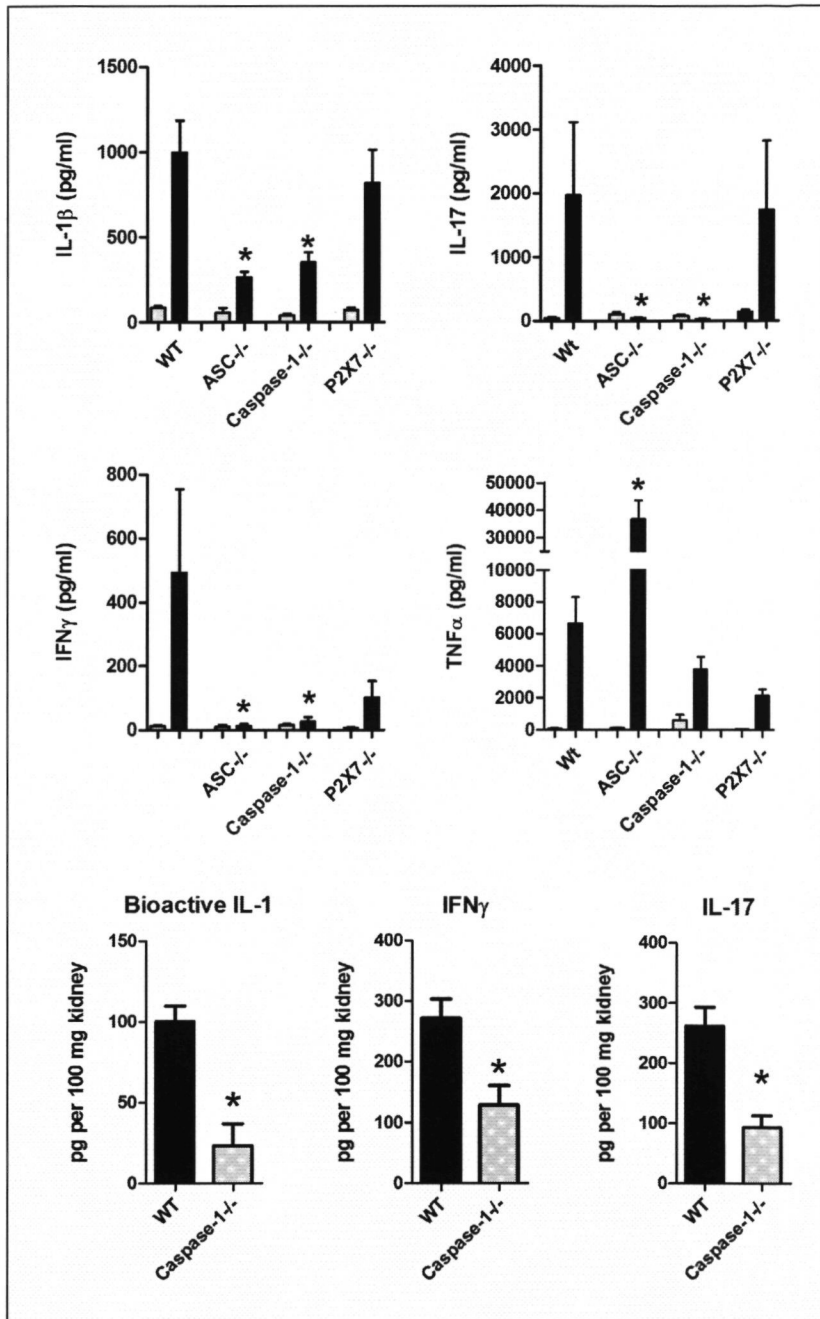 IL-1β (pg/ml)
1500
1000
500
0
*
*
WT
ASC-/-
Caspase-1-/-
P2X7-/-
IL-17 (pg/ml)
4000
3000
2000
1000
0
*
*
Wt
ASC-/-
Caspase-1-/-
P2X7-/-
IFNγ (pg/ml)
800
600
400
200
0
*
*
ASC-/-
Caspase-1-/-
P2X7-/-
TNFα (pg/ml)
50000
40000
30000
10000
8000
6000
4000
2000
0
*
Wt
ASC-/-
Caspase-1-/-
P2X7-/-
Bioactive IL-1
pg per 100 mg kidney
150
100
50
0
*
WT
Caspase-1-/-
IFNγ
pg per 100 mg kidney
400
300
200
100
0
*
WT
Caspase-1-/-
IL-17
pg per 100 mg kidney
400
300
200
100
0
*
WT
Caspase-1-/-